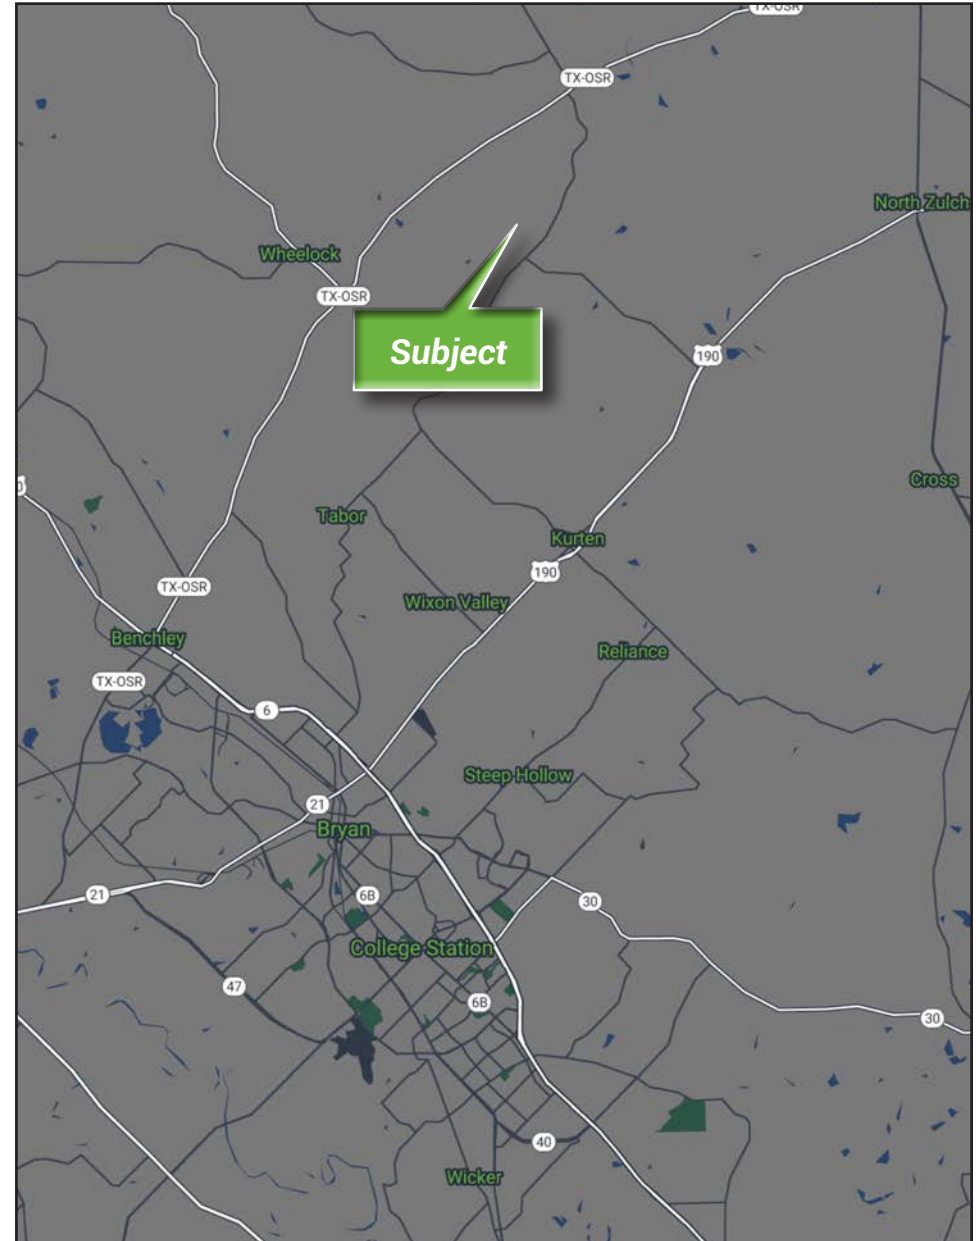 TX-OSR
TX-OSR
North Zulch
Wheelock
TX-OSR
Subject
190
Cross
Tabor
Kurten
190
TX-OSR
Wixon Valley
Benchley
Reliance
TX-OSR
6
Steep Hollow
21
Bryan
21
6B
30
College Station
47
6B
30
40
Wicker